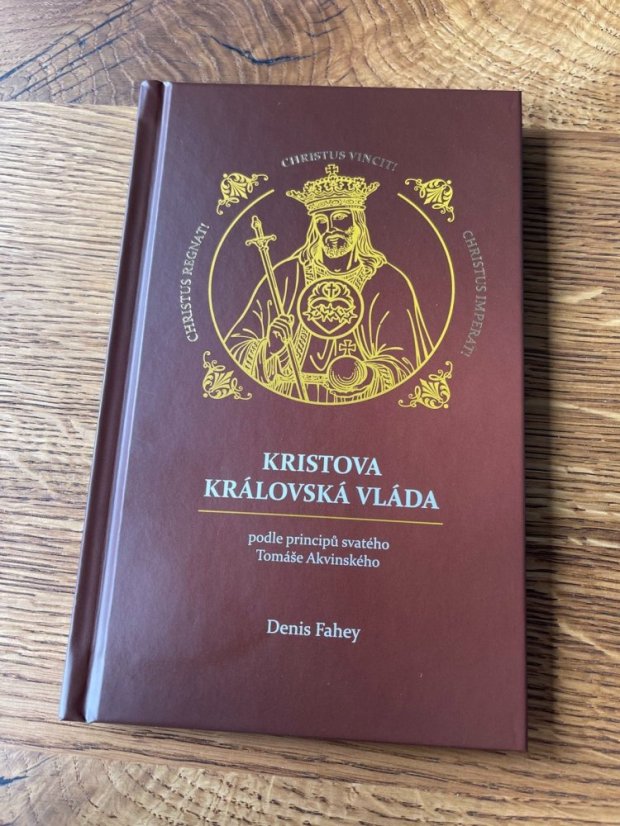 CHRISTUS VINCIT!
CHRISTUS REGNAT!
CHRISTUS IMPERAT!
KRISTOVA
KRÁLOVSKÁ VLÁDA
podle principů svatého
Tomáše Akvinského
Denis Fahey